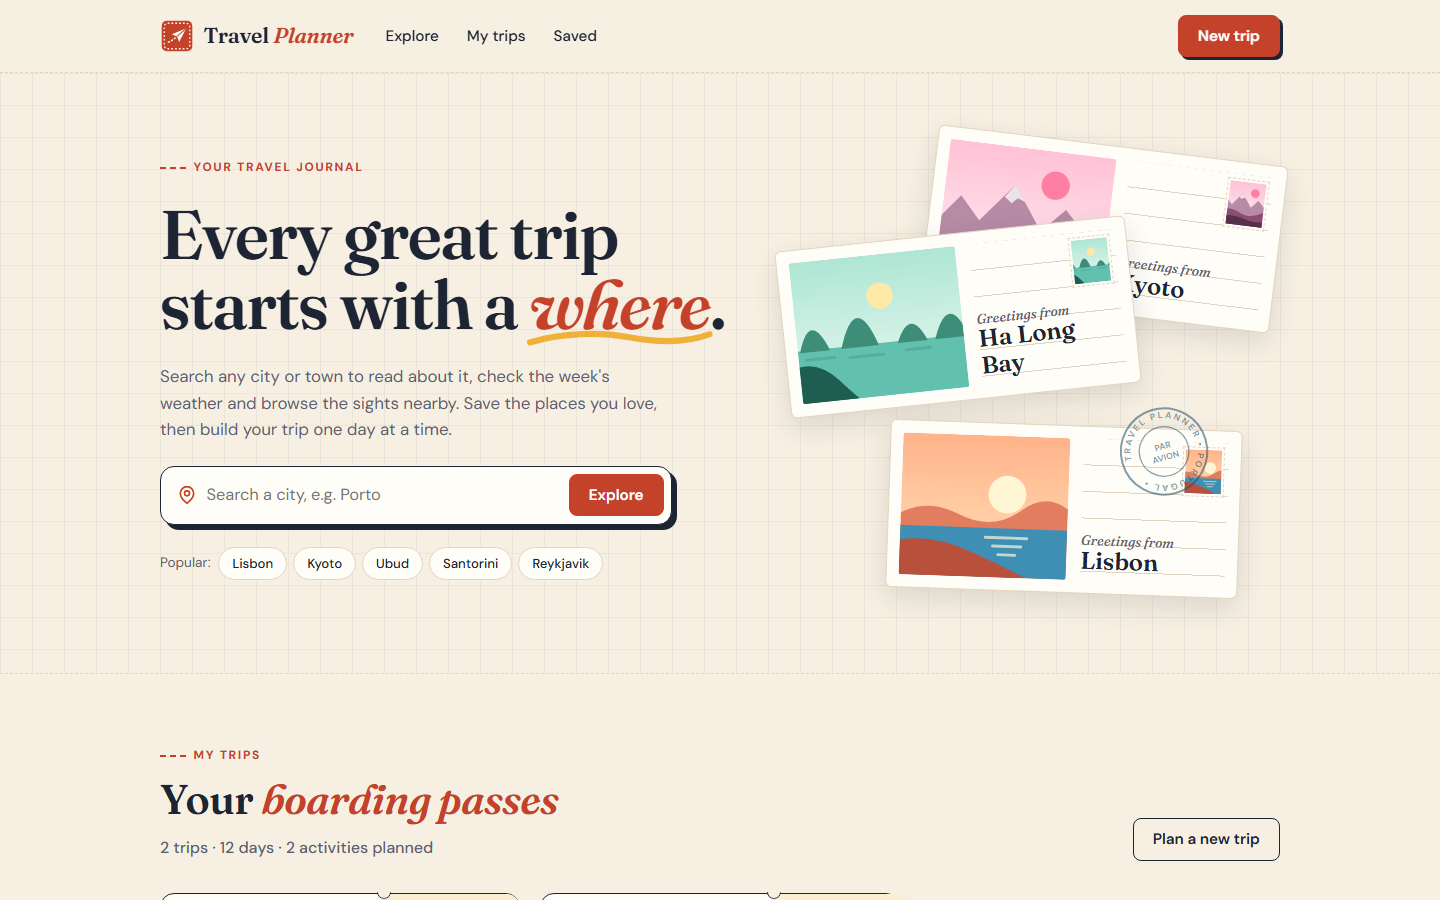 Travel Planner
Explore
My trips
Saved
New trip
YOUR TRAVEL JOURNAL
Every great trip
starts with a where.
Search any city or town to read about it, check the week's
weather and browse the sights nearby. Save the places you love,
then build your trip one day at a time.
Search a city, e.g. Porto
Explore
Popular:
Lisbon
Kyoto
Ubud
Santorini
Reykjavik
Greetings from
Ha Long
Bay
TRAVEL PLANNER
PAR
AVION
Greetings from
Lisbon
MY TRIPS
Your boarding passes
2 trips · 12 days · 2 activities planned
Plan a new trip